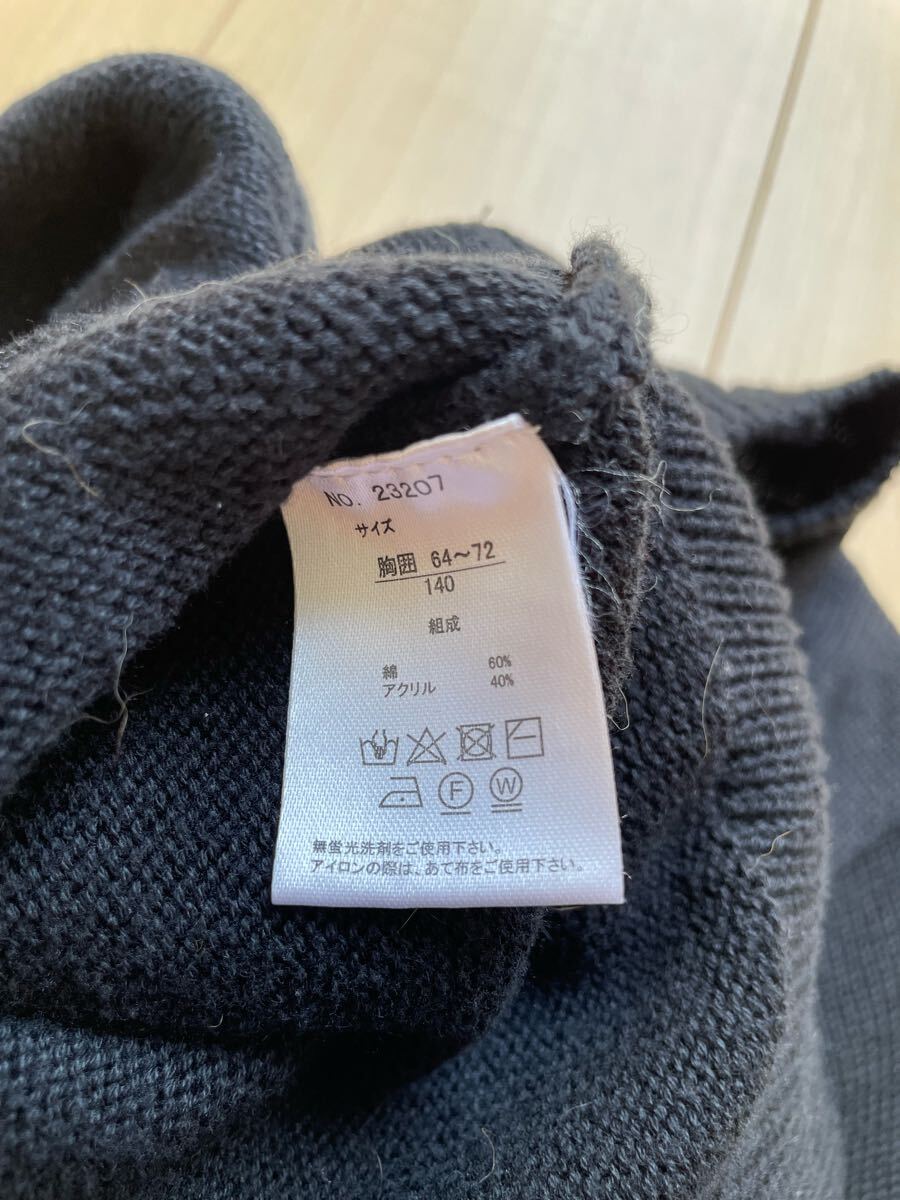 NO. 23207
サイズ
胸囲 64～72
140
組成
綿 60%
アクリル 40%
F W
無蛍光洗剤をご使用下さい。
アイロンの際は、あて布をご使用下さい。